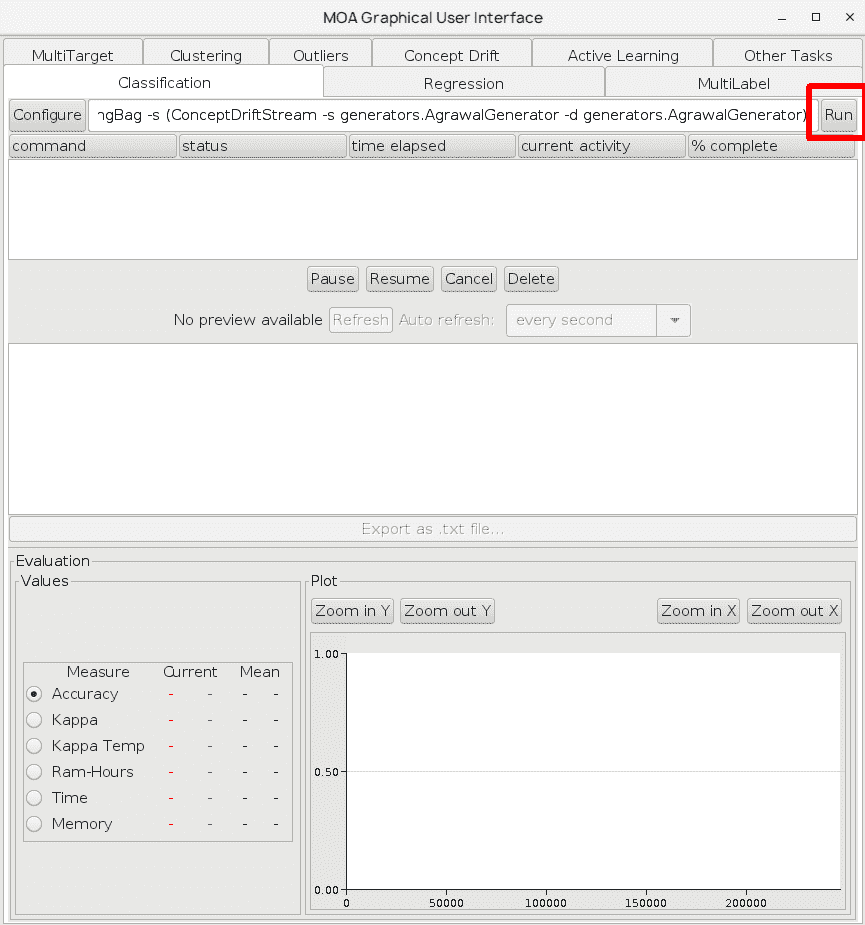 MOA Graphical User Interface
MultiTarget Clustering Outliers Concept Drift Active Learning Other Tasks
Classification Regression MultiLabel
Configure ngBag -s (ConceptDriftStream -s generators.AgrawalGenerator -d generators.AgrawalGenerator) Run
command status time elapsed current activity % complete
Pause Resume Cancel Delete
No preview available Refresh Auto refresh: every second
Export as .txt file...
Evaluation
Values
Measure Current Mean
Accuracy - - - -
Kappa - - - -
Kappa Temp - - - -
Ram-Hours - - - -
Time - - - -
Memory - - - -
Plot
Zoom in Y Zoom out Y Zoom in X Zoom out X
1.00
0.50
0.00
0 50000 100000 150000 200000